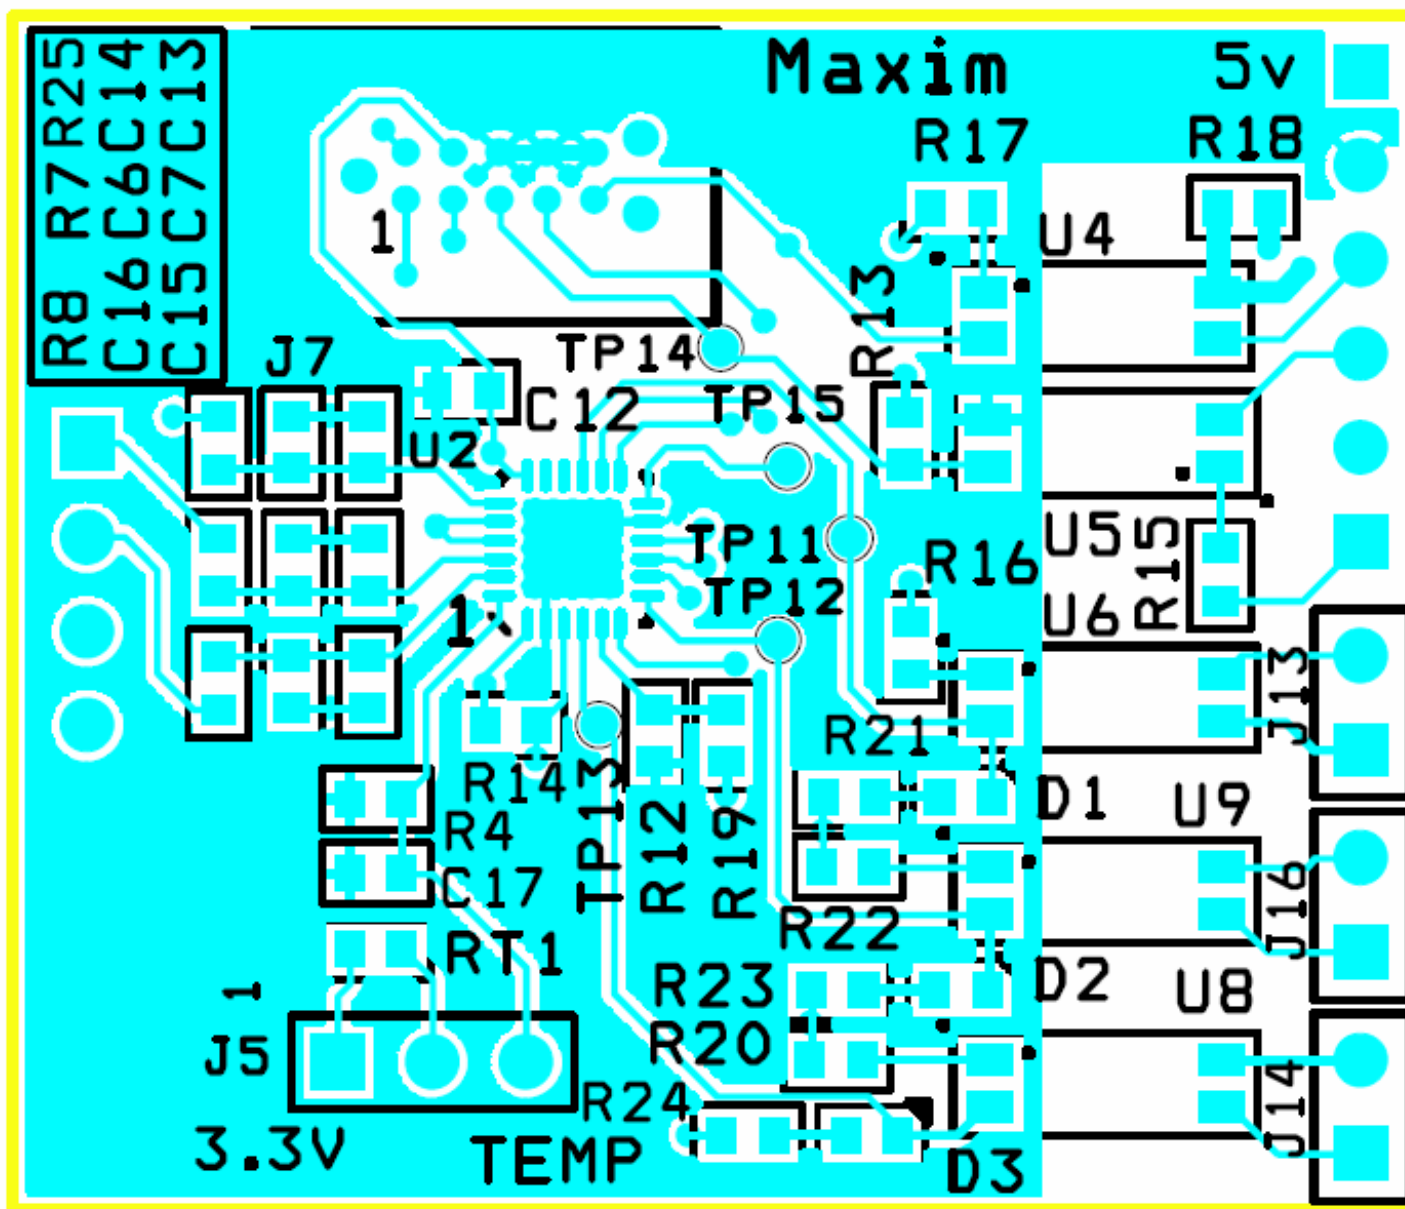 R8 R7 R25
C16 C6 C14
C15 C7 C13
Maxim
5v
R17
R18
1
U4
R13
J7
TP14
C12
TP15
U2
TP11
U5
R15
R16
TP12
U6
1
J13
R21
R14
TP13
R12
R19
D1
U9
R4
C17
J16
R22
RT1
R23
D2
U8
1
J5
R20
R24
J14
3.3V
TEMP
D3